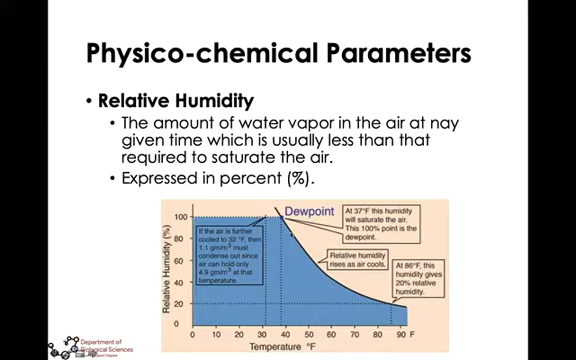 Physico-chemical Parameters
• Relative Humidity
• The amount of water vapor in the air at nay
given time which is usually less than that
required to saturate the air.
• Expressed in percent (%).
Relative Humidity (%)
100
80
60
40
20
0
If the air is further
cooled to 32 °F, then
1.1 gm/m³ must
condense out since
air can hold only
4.9 gm/m³ at that
temperature.
Dewpoint
At 37°F this humidity
will saturate the air.
This 100% point is the
dewpoint.
Relative humidity
rises as air cools.
At 86°F, this
humidity gives
20% relative
humidity.
0 10 20 30 40 50 60 70 80 90 F
Temperature °F
Department of
Biological Sciences